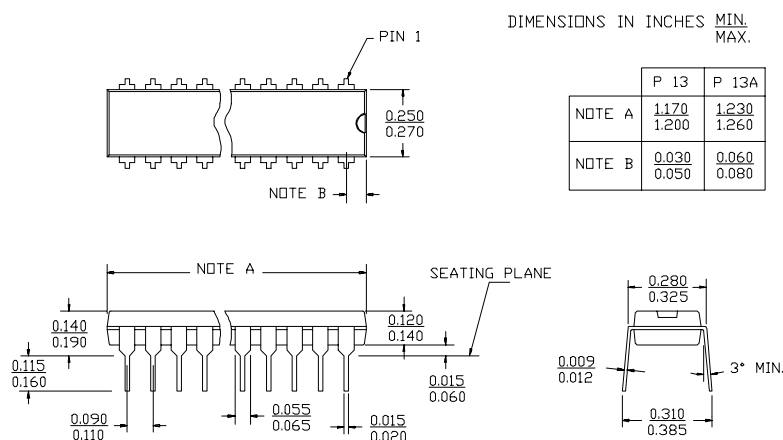 DIMENSIONS IN INCHES MIN.
MAX.
PIN 1
P 13 P 13A
0.250
0.270
NOTE A 1.170 1.230
1.200 1.260
NOTE B 0.030 0.060
0.050 0.080
NOTE B
NOTE A
SEATING PLANE
0.280
0.325
0.140
0.190
0.120
0.140
0.115
0.160
0.009
0.012
3° MIN.
0.015
0.060
0.090
0.110
0.055
0.065
0.015
0.020
0.310
0.385